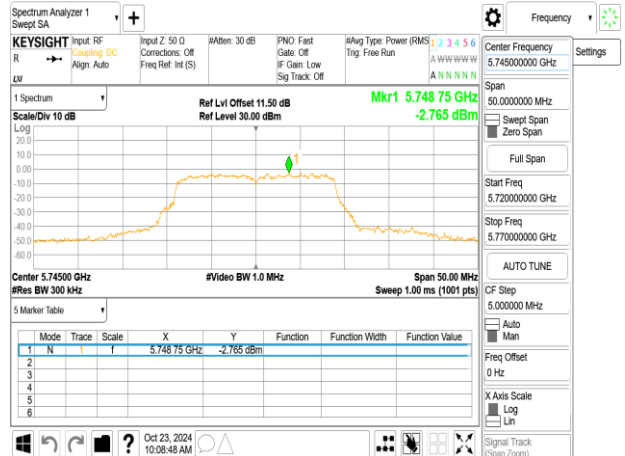 Spectrum Analyzer 1
Swept SA
Frequency
KEYSIGHT
R
Input: RF
Coupling: DC
Align: Auto
Input Z: 50 Ω
Corrections: Off
Freq Ref: Int (S)
#Atten: 30 dB
PNO: Fast
Gate: Off
IF Gain: Low
Sig Track: Off
#Avg Type: Power (RMS
Trig: Free Run
1 2 3 4 5 6
A W W W W W
A N N N N N
Center Frequency
5.745000000 GHz
Settings
1 Spectrum
Scale/Div 10 dB
Ref Lvl Offset 11.50 dB
Ref Level 30.00 dBm
Mkr1 5.748 75 GHz
-2.765 dBm
Log
20.0
10.0
0.00
-10.0
-20.0
-30.0
-40.0
-50.0
-60.0
1
Center 5.74500 GHz
#Res BW 300 kHz
#Video BW 1.0 MHz
Span 50.00 MHz
Sweep 1.00 ms (1001 pts)
Span
50.0000000 MHz
Swept Span
Zero Span
Full Span
Start Freq
5.720000000 GHz
Stop Freq
5.770000000 GHz
AUTO TUNE
CF Step
5.000000 MHz
Auto
Man
Freq Offset
0 Hz
X Axis Scale
Log
Lin
Signal Track
(Span Zoom)
5 Marker Table
Mode Trace Scale X Y Function Function Width Function Value
1 N 1 f 5.748 75 GHz -2.765 dBm
2
3
4
5
6
?
Oct 23, 2024
10:08:48 AM